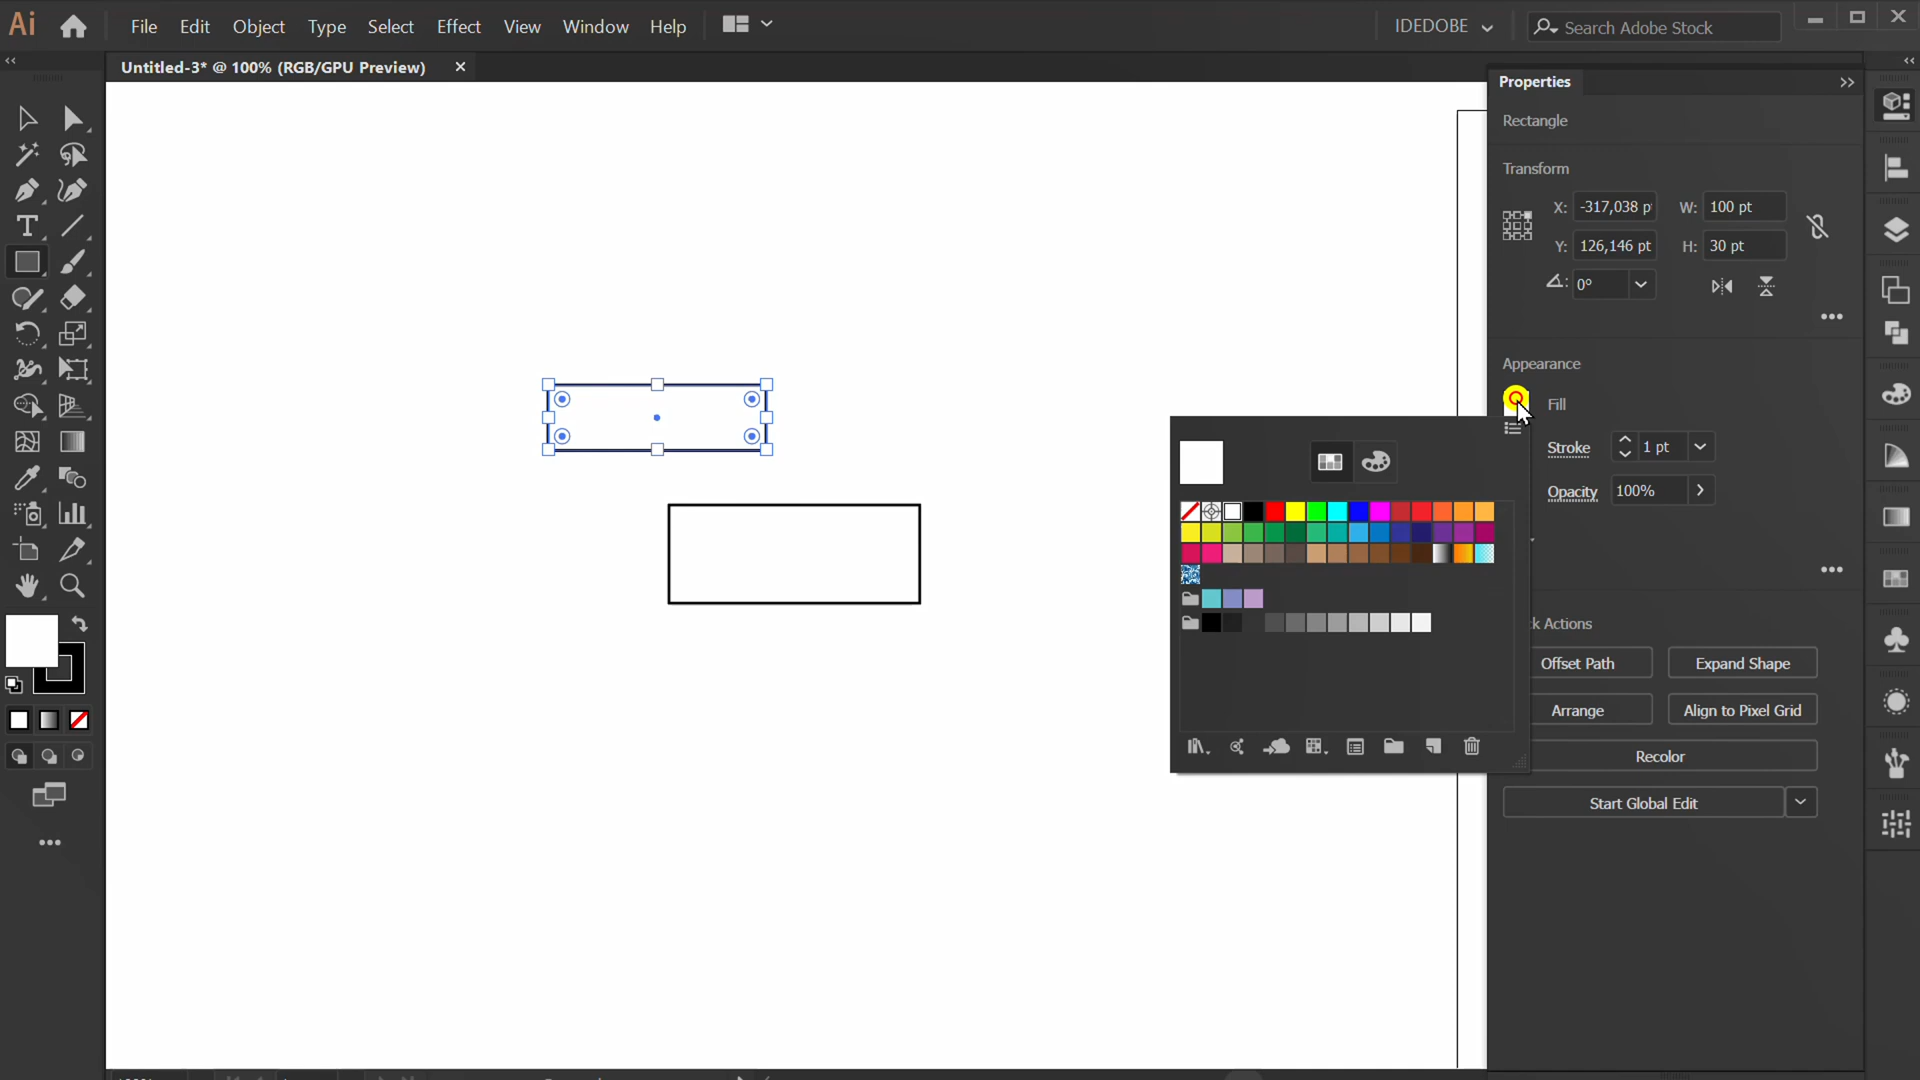 Ai File Edit Object Type Select Effect View Window Help IDEDOBE Search Adobe Stock
Untitled-3* @ 100% (RGB/GPU Preview)
Properties
Rectangle
Transform
X: -317,038 p W: 100 pt
Y: 126,146 pt H: 30 pt
0°
Appearance
Fill
Stroke 1 pt
Opacity 100%
k Actions
Offset Path Expand Shape
Arrange Align to Pixel Grid
Recolor
Start Global Edit